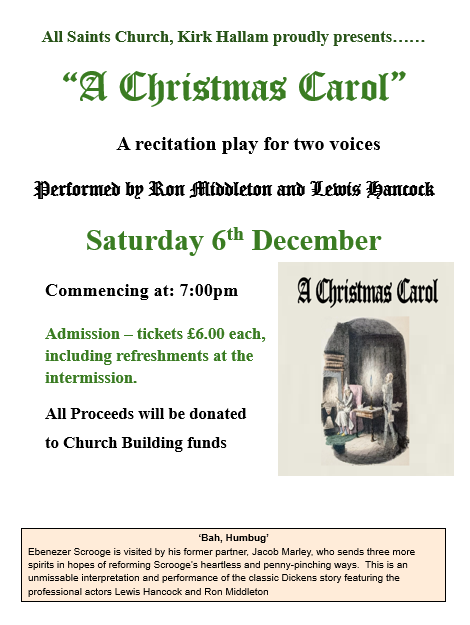 All Saints Church, Kirk Hallam proudly presents……
“A Christmas Carol”
A recitation play for two voices
Performed by Ron Middleton and Lewis Hancock
Saturday 6th December
Commencing at: 7:00pm
A Christmas Carol
Admission – tickets £6.00 each,
including refreshments at the
intermission.
All Proceeds will be donated
to Church Building funds
‘Bah, Humbug’
Ebenezer Scrooge is visited by his former partner, Jacob Marley, who sends three more
spirits in hopes of reforming Scrooge’s heartless and penny-pinching ways.  This is an
unmissable interpretation and performance of the classic Dickens story featuring the
professional actors Lewis Hancock and Ron Middleton